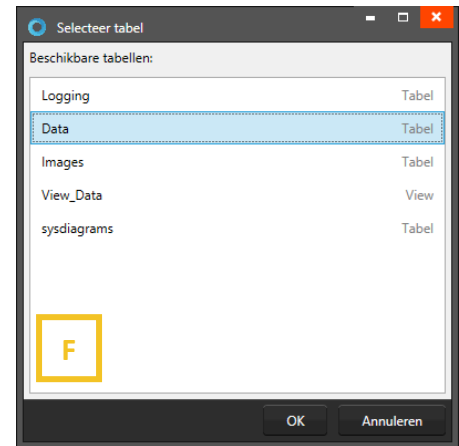 Selecteer tabel
Beschikbare tabellen:
Logging Tabel
Data Tabel
Images Tabel
View_Data View
sysdiagrams Tabel
F
OK Annuleren